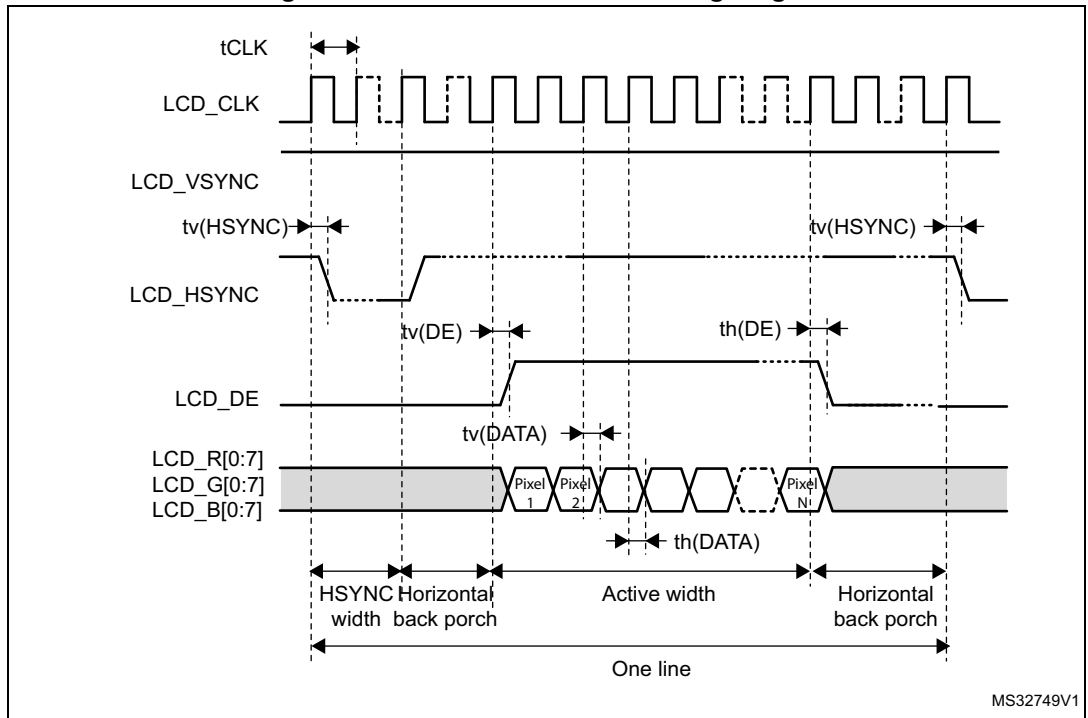 tCLK
LCD_CLK
LCD_VSYNC
tv(HSYNC)
tv(HSYNC)
LCD_HSYNC
tv(DE)
th(DE)
LCD_DE
tv(DATA)
LCD_R[0:7]
LCD_G[0:7]
LCD_B[0:7]
Pixel
1
Pixel
2
Pixel
N
th(DATA)
HSYNC
width
Horizontal
back porch
Active width
Horizontal
back porch
One line
MS32749V1